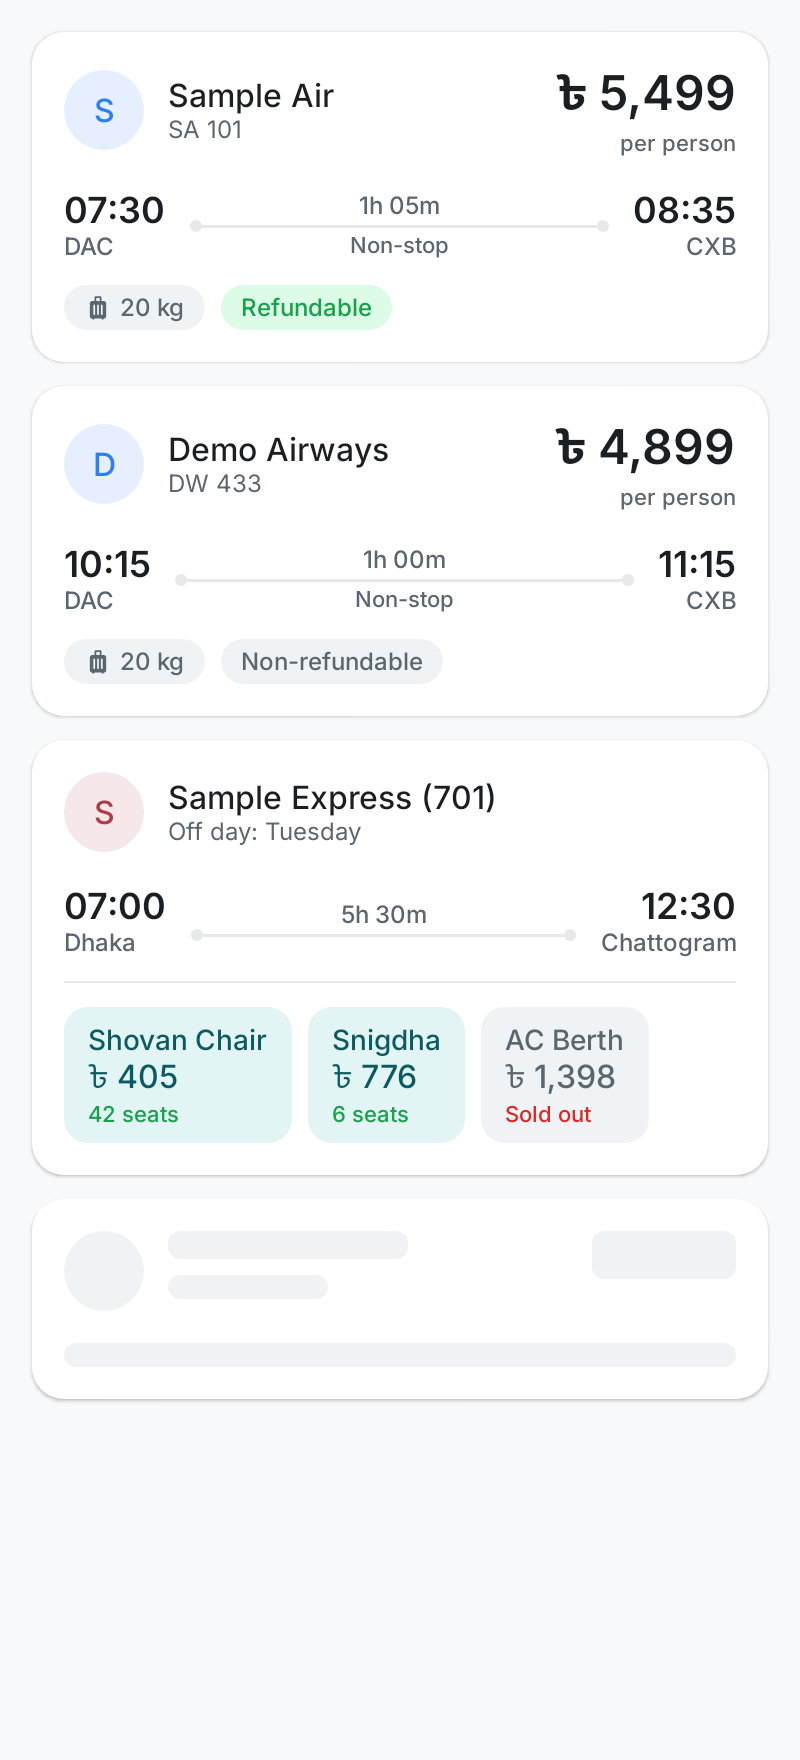 S
Sample Air
SA 101
৳ 5,499
per person
07:30
DAC
1h 05m
Non-stop
08:35
CXB
20 kg
Refundable
D
Demo Airways
DW 433
৳ 4,899
per person
10:15
DAC
1h 00m
Non-stop
11:15
CXB
20 kg
Non-refundable
S
Sample Express (701)
Off day: Tuesday
07:00
Dhaka
5h 30m
12:30
Chattogram
Shovan Chair
৳ 405
42 seats
Snigdha
৳ 776
6 seats
AC Berth
৳ 1,398
Sold out